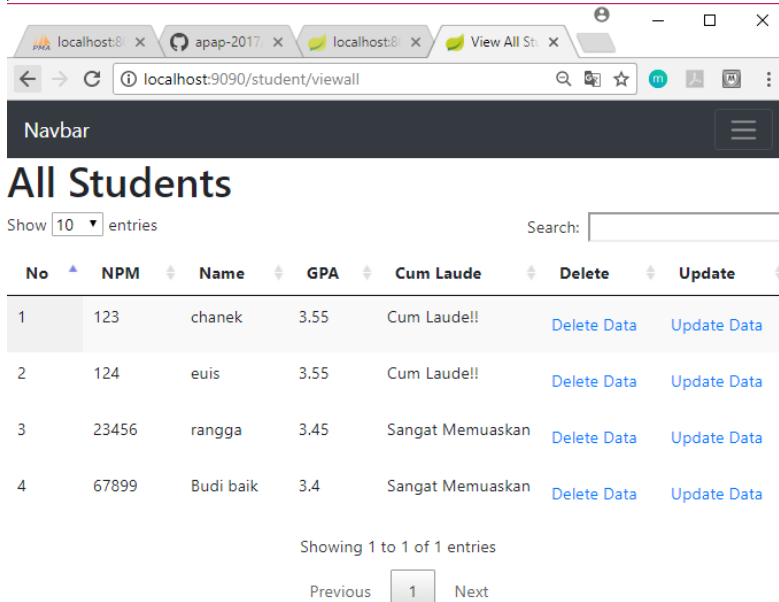 PMA localhost:8 apap-2017 localhost:8 View All Stu
localhost:9090/student/viewall
Navbar
All Students
Show 10 entries Search:
No NPM Name GPA Cum Laude Delete Update
1 123 chanek 3.55 Cum Laude!! Delete Data Update Data
2 124 euis 3.55 Cum Laude!! Delete Data Update Data
3 23456 rangga 3.45 Sangat Memuaskan Delete Data Update Data
4 67899 Budi baik 3.4 Sangat Memuaskan Delete Data Update Data
Showing 1 to 1 of 1 entries
Previous 1 Next